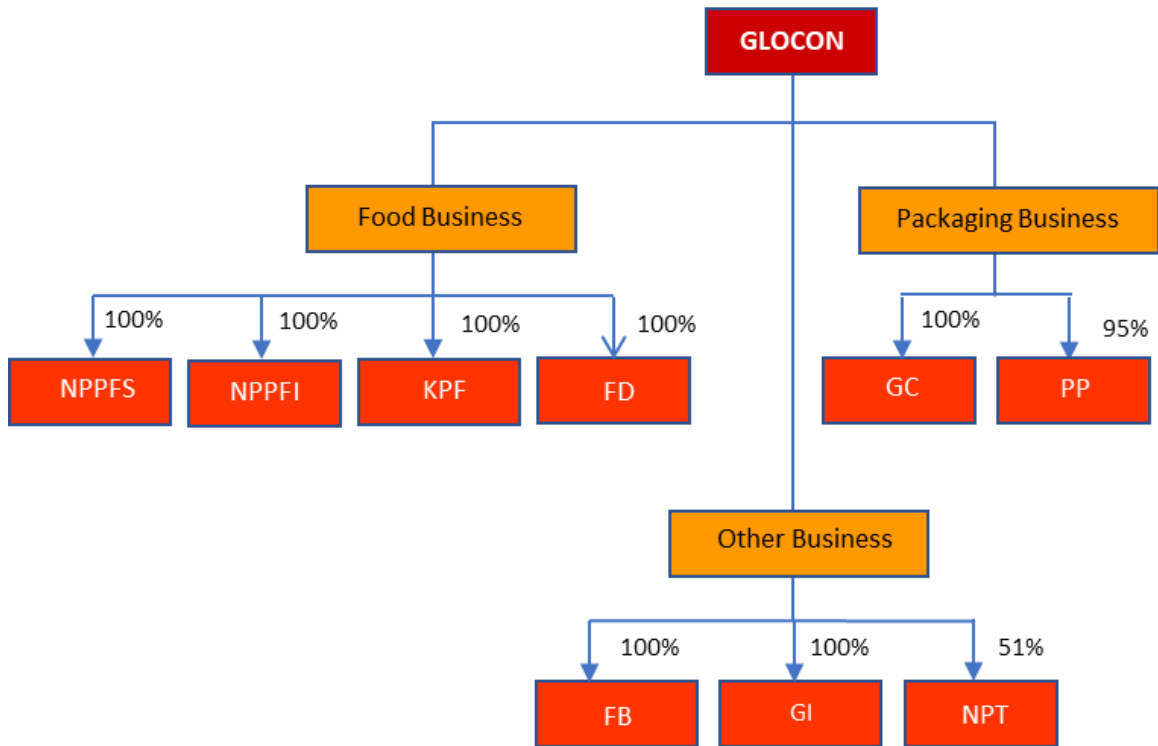 GLOCON
Food Business
Packaging Business
100%
100%
100%
100%
100%
95%
NPPFS
NPPFI
KPF
FD
GC
PP
Other Business
100%
100%
51%
FB
GI
NPT